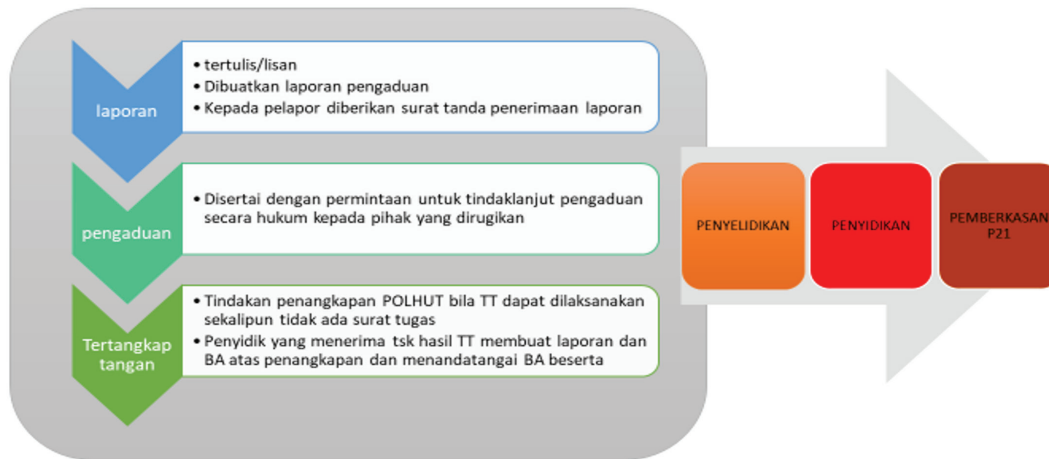 laporan
• tertulis/lisan
• Dibuatkan laporan pengaduan
• Kepada pelapor diberikan surat tanda penerimaan laporan
pengaduan
• Disertai dengan permintaan untuk tindaklanjut pengaduan
secara hukum kepada pihak yang dirugikan
Tertangkap
tangan
• Tindakan penangkapan POLHUT bila TT dapat dilaksanakan
sekalipun tidak ada surat tugas
• Penyidik yang menerima tsk hasil TT membuat laporan dan
BA atas penangkapan dan menandatangai BA beserta
PENYELIDIKAN
PENYIDIKAN
PEMBERKASAN
P21